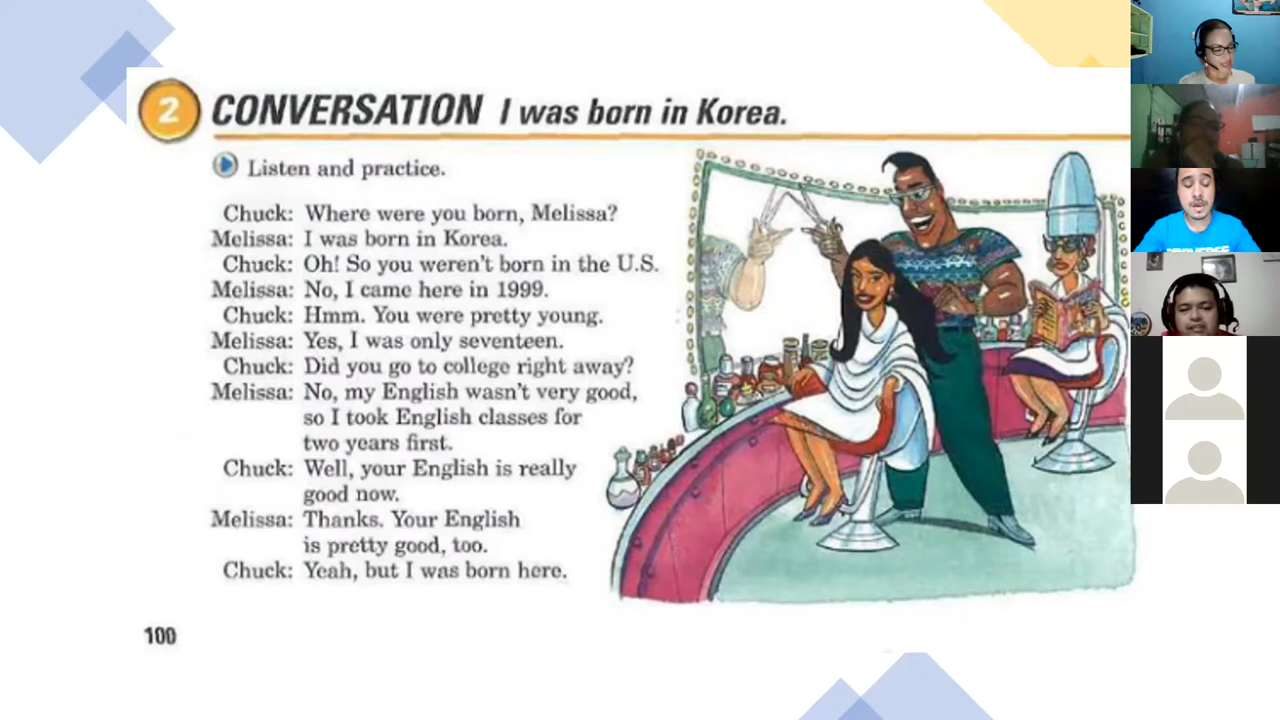 2 CONVERSATION I was born in Korea.
Listen and practice.
Chuck: Where were you born, Melissa?
Melissa: I was born in Korea.
Chuck: Oh! So you weren't born in the U.S.
Melissa: No, I came here in 1999.
Chuck: Hmm. You were pretty young.
Melissa: Yes, I was only seventeen.
Chuck: Did you go to college right away?
Melissa: No, my English wasn't very good,
so I took English classes for
two years first.
Chuck: Well, your English is really
good now.
Melissa: Thanks. Your English
is pretty good, too.
Chuck: Yeah, but I was born here.
100